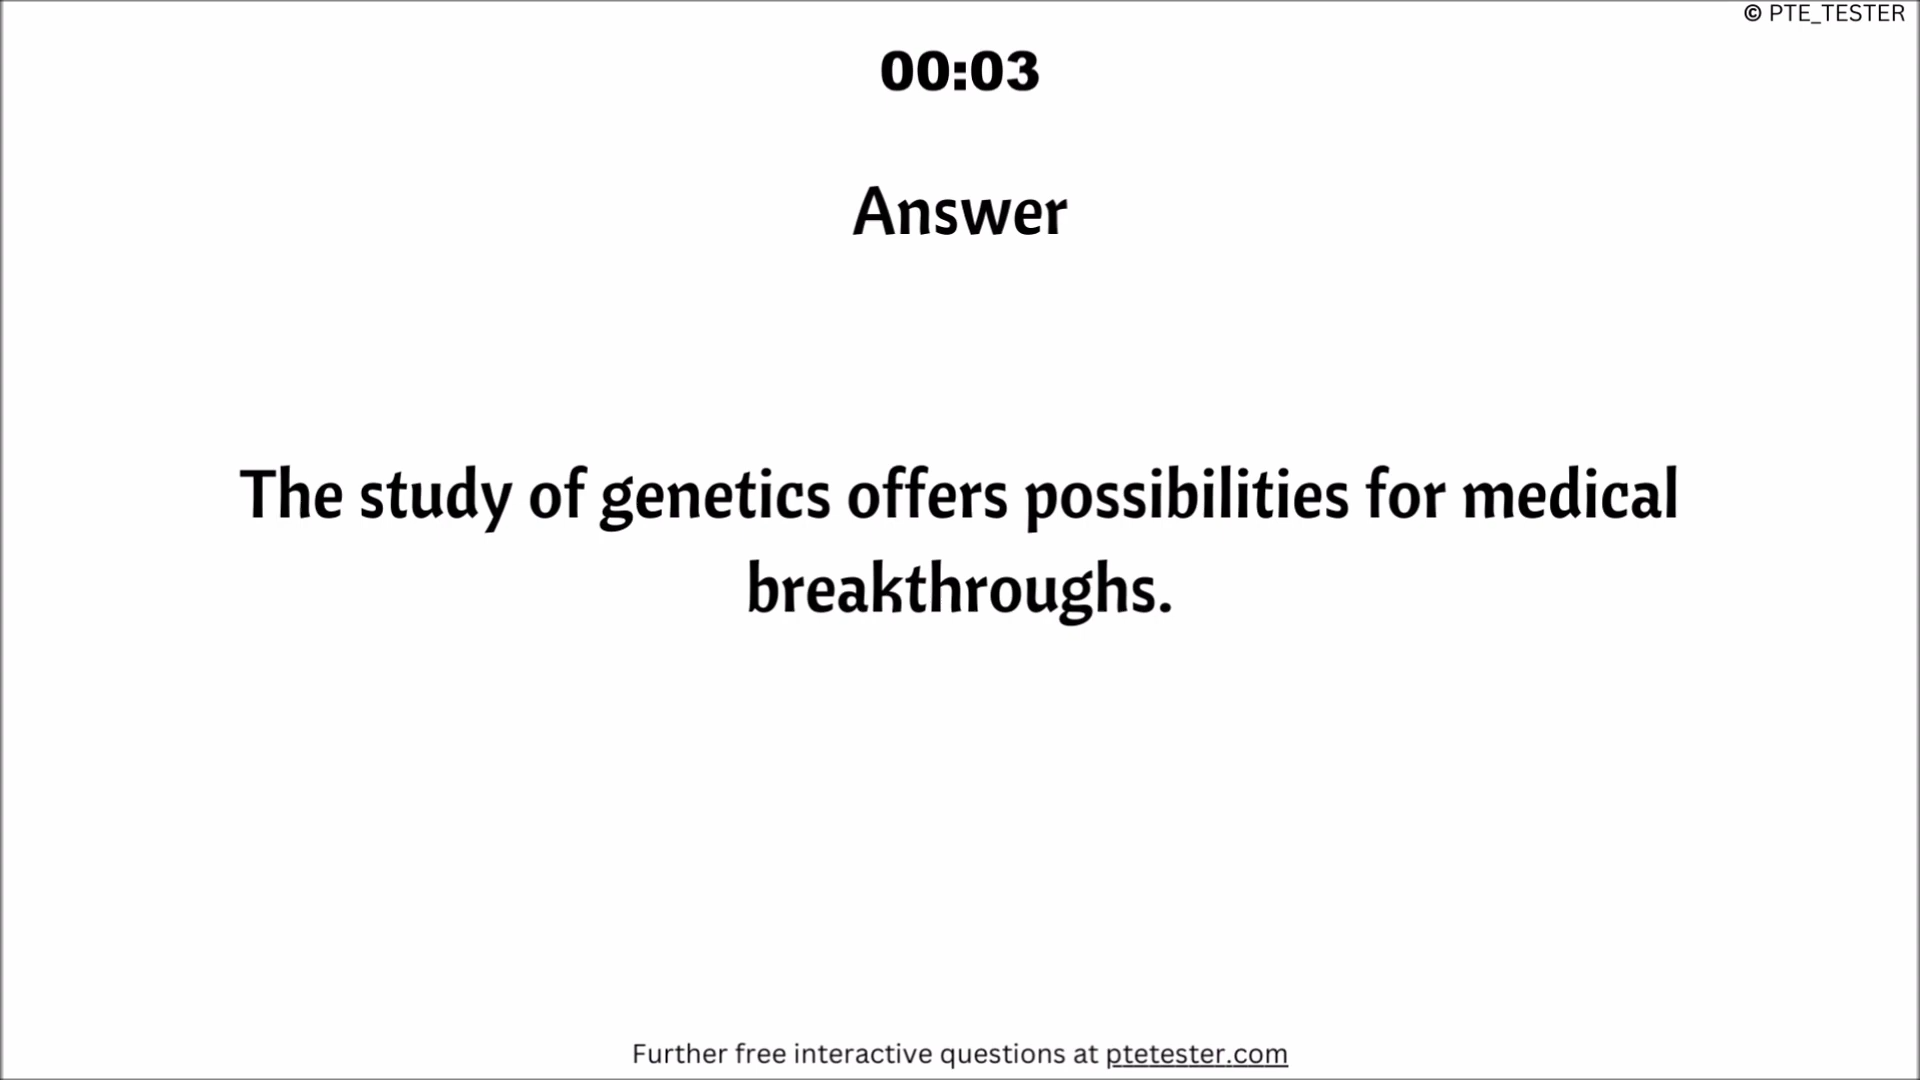 © PTE_TESTER
00:03
Answer
The study of genetics offers possibilities for medical
breakthroughs.
Further free interactive questions at ptetester.com